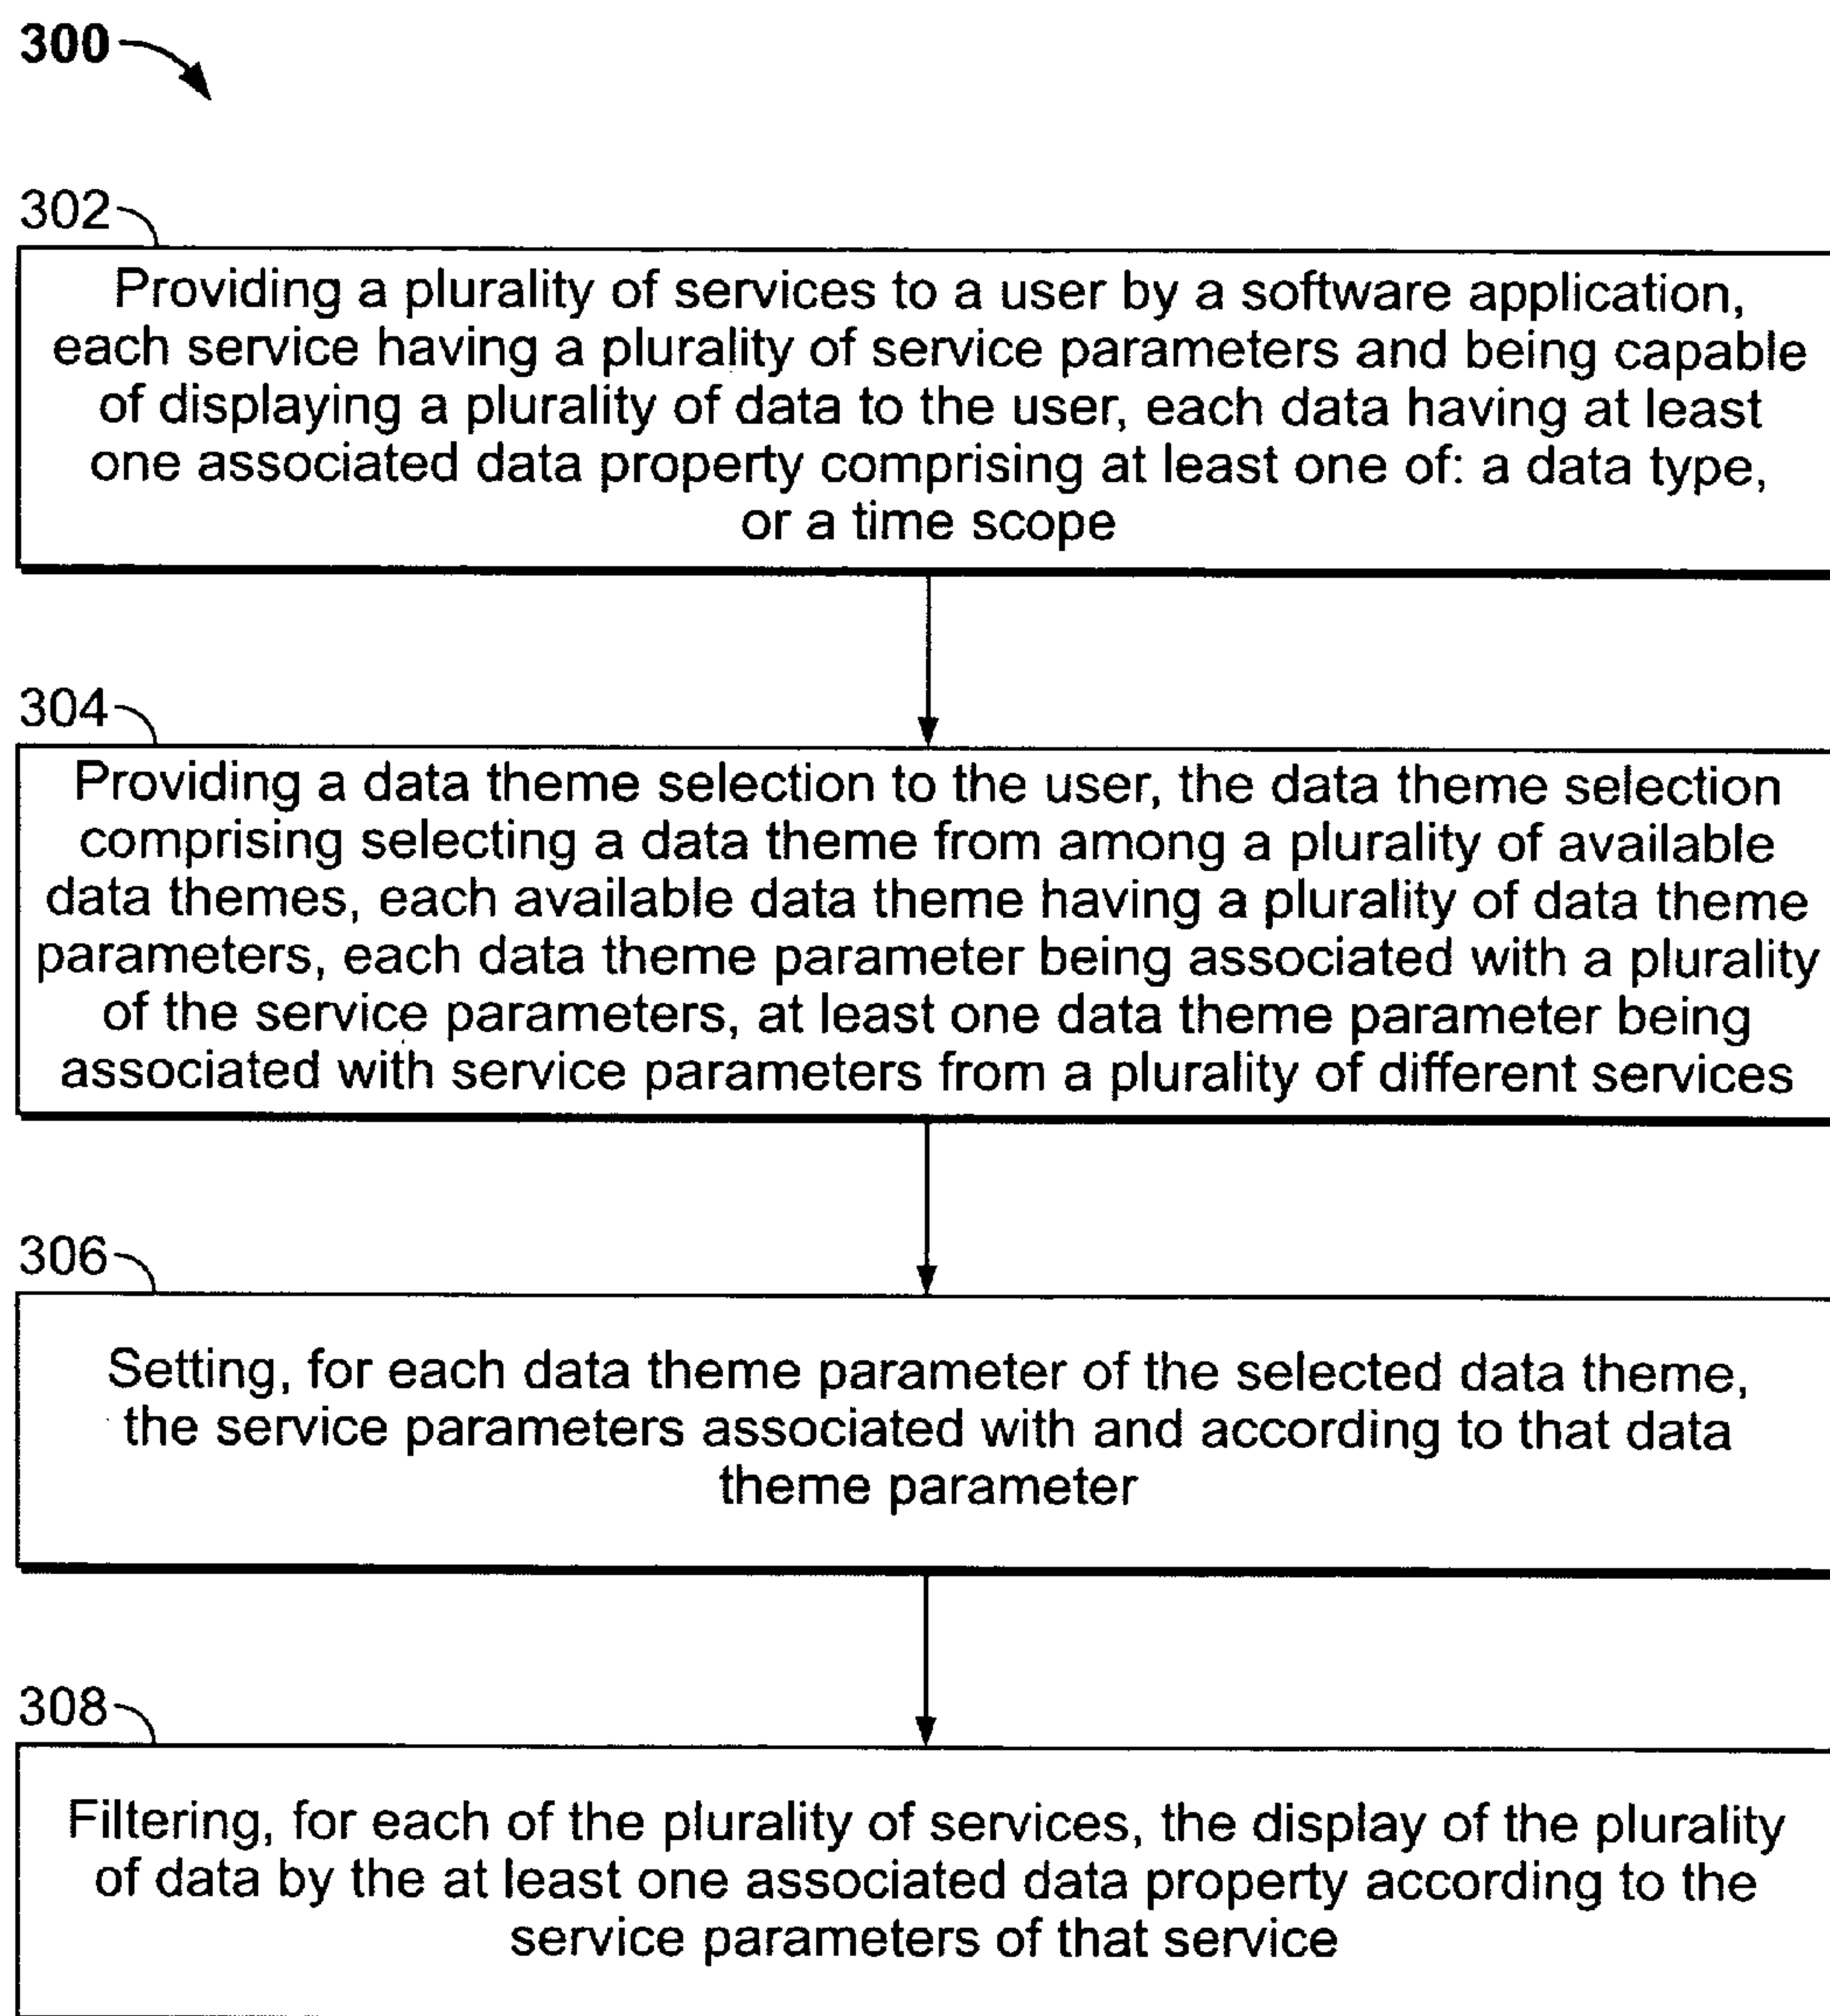 300
302
Providing a plurality of services to a user by a software application,
each service having a plurality of service parameters and being capable
of displaying a plurality of data to the user, each data having at least
one associated data property comprising at least one of: a data type,
or a time scope
304
Providing a data theme selection to the user, the data theme selection
comprising selecting a data theme from among a plurality of available
data themes, each available data theme having a plurality of data theme
parameters, each data theme parameter being associated with a plurality
of the service parameters, at least one data theme parameter being
associated with service parameters from a plurality of different services
306
Setting, for each data theme parameter of the selected data theme,
the service parameters associated with and according to that data
theme parameter
308
Filtering, for each of the plurality of services, the display of the plurality
of data by the at least one associated data property according to the
service parameters of that service